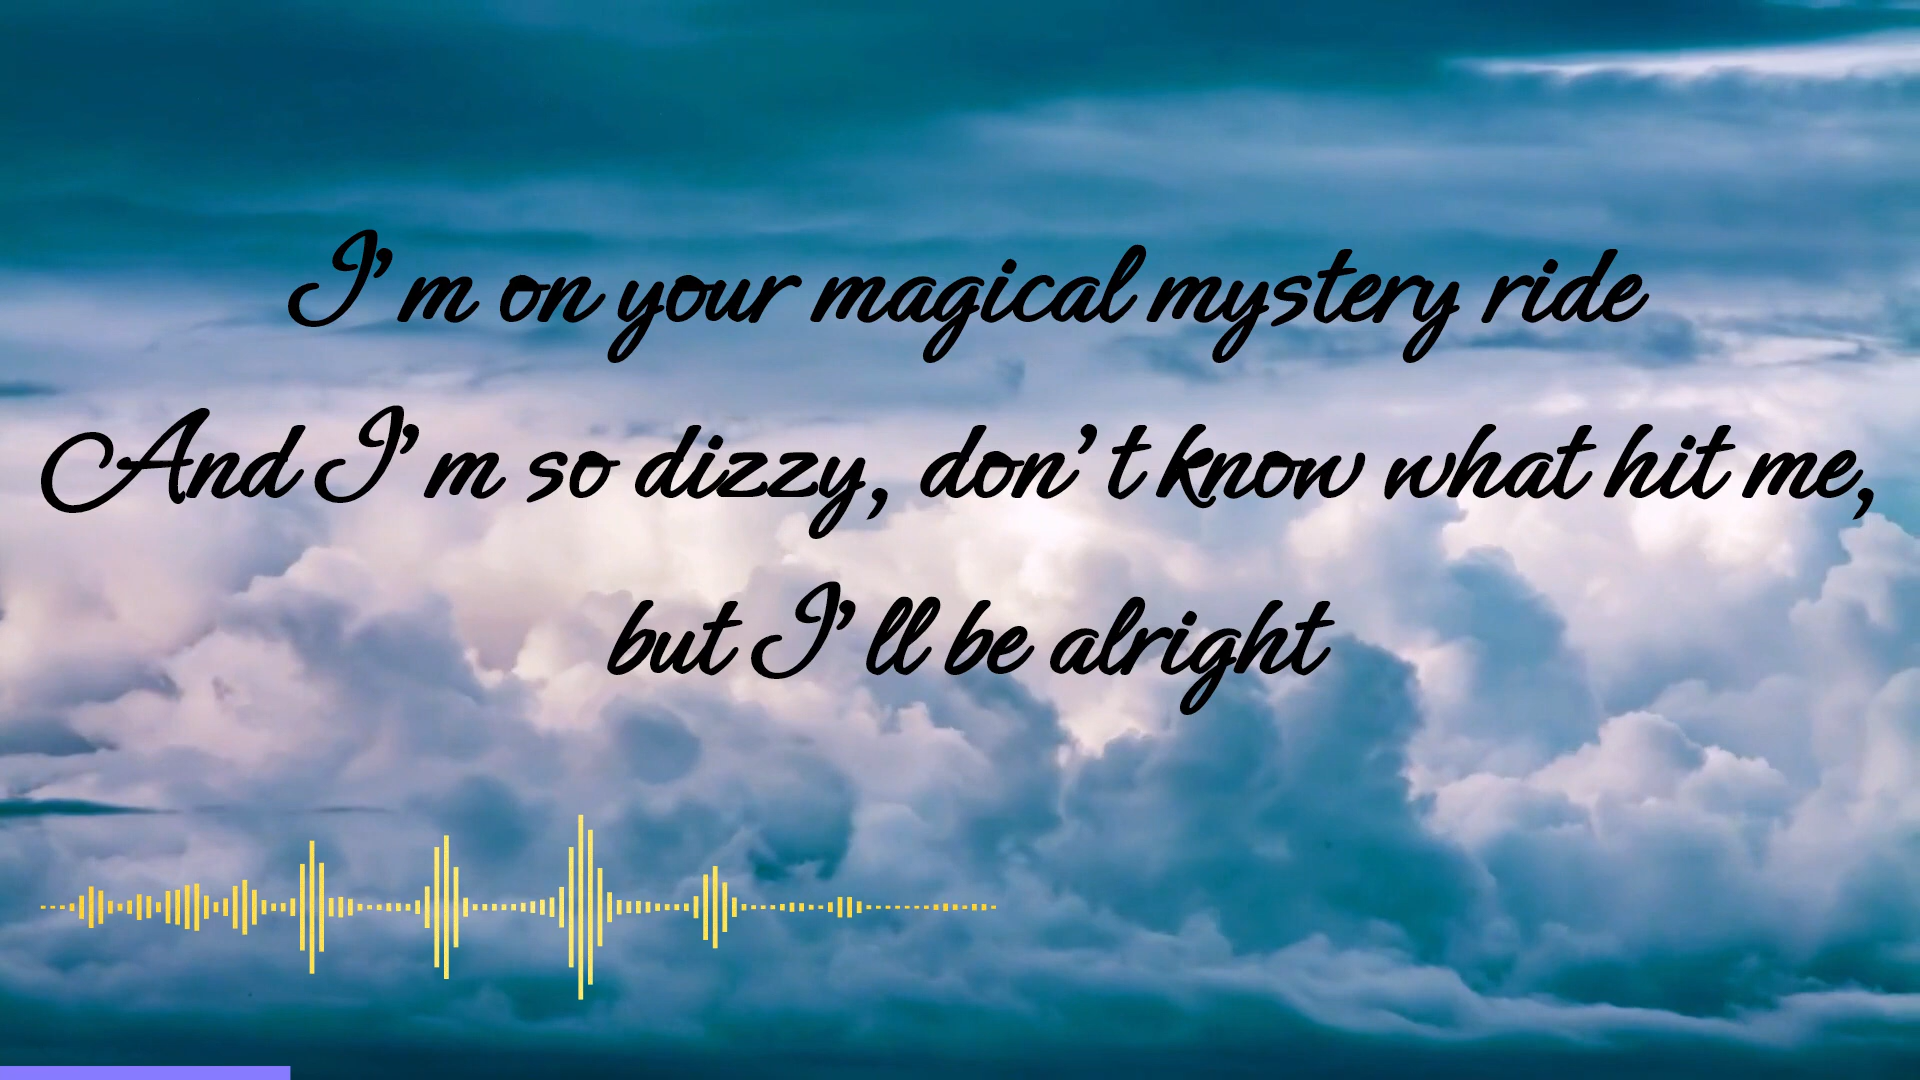 I'm on your magical mystery ride
And I'm so dizzy, don't know what hit me,
but I'll be alright